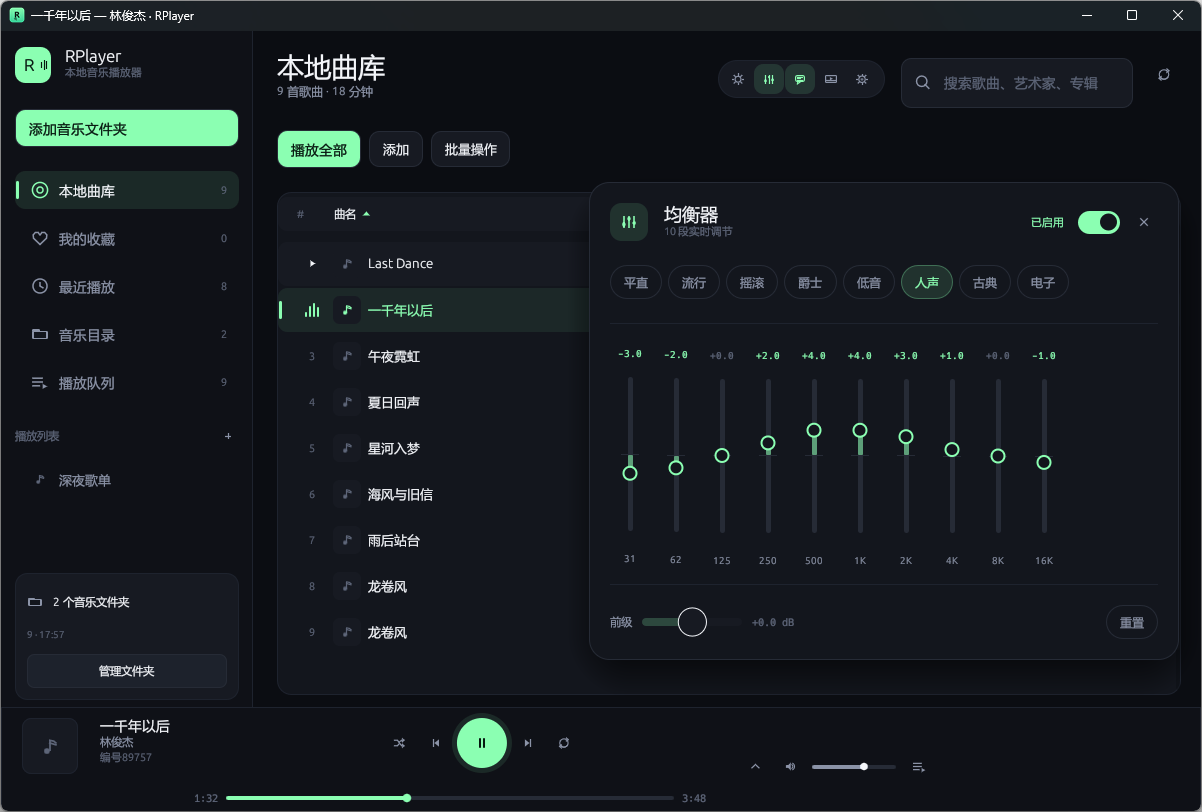 R 一千年以后 — 林俊杰 · RPlayer
R RPlayer
本地音乐播放器
添加音乐文件夹
本地曲库 9
我的收藏 0
最近播放 8
音乐目录 2
播放队列 9
播放列表 +
深夜歌单
2 个音乐文件夹
9 · 17:57
管理文件夹
本地曲库
9 首歌曲 · 18 分钟
搜索歌曲、艺术家、专辑
播放全部 添加 批量操作
# 曲名
Last Dance
一千年以后
3 午夜霓虹
4 夏日回声
5 星河入梦
6 海风与旧信
7 雨后站台
8 龙卷风
9 龙卷风
均衡器
10 段实时调节
已启用
平直 流行 摇滚 爵士 低音 人声 古典 电子
-3.0 -2.0 +0.0 +2.0 +4.0 +4.0 +3.0 +1.0 +0.0 -1.0
31 62 125 250 500 1K 2K 4K 8K 16K
前级 +0.0 dB 重置
一千年以后
林俊杰
编号89757
1:32 3:48